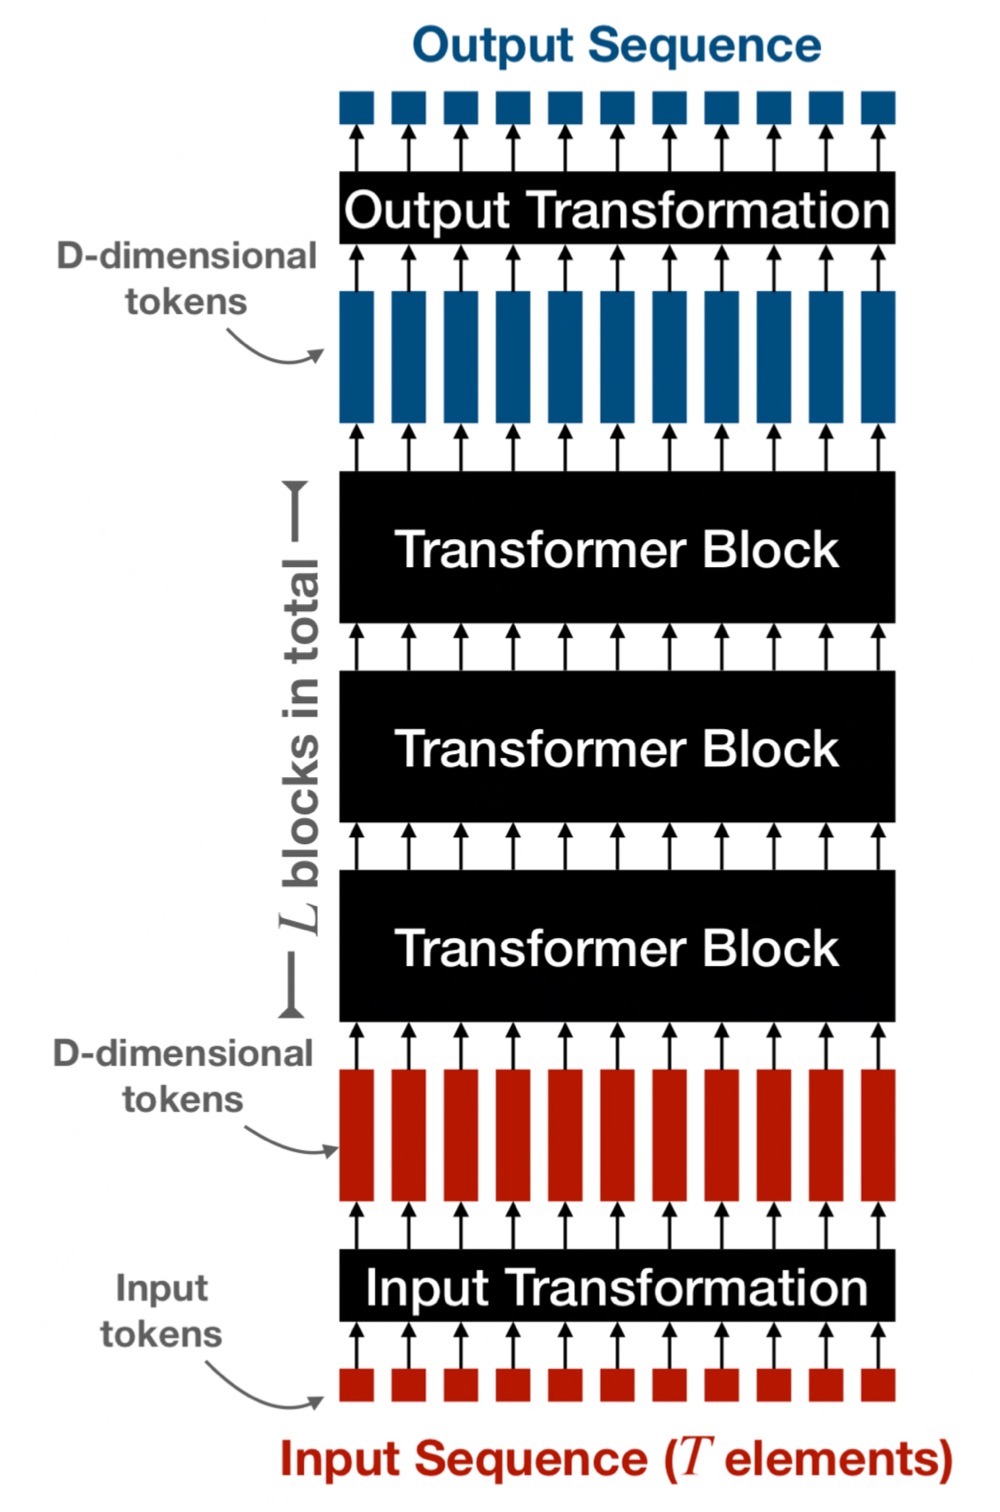 Output Sequence
Output Transformation
D-dimensional
tokens
Transformer Block
Transformer Block
Transformer Block
L blocks in total
D-dimensional
tokens
Input Transformation
Input
tokens
Input Sequence (T elements)